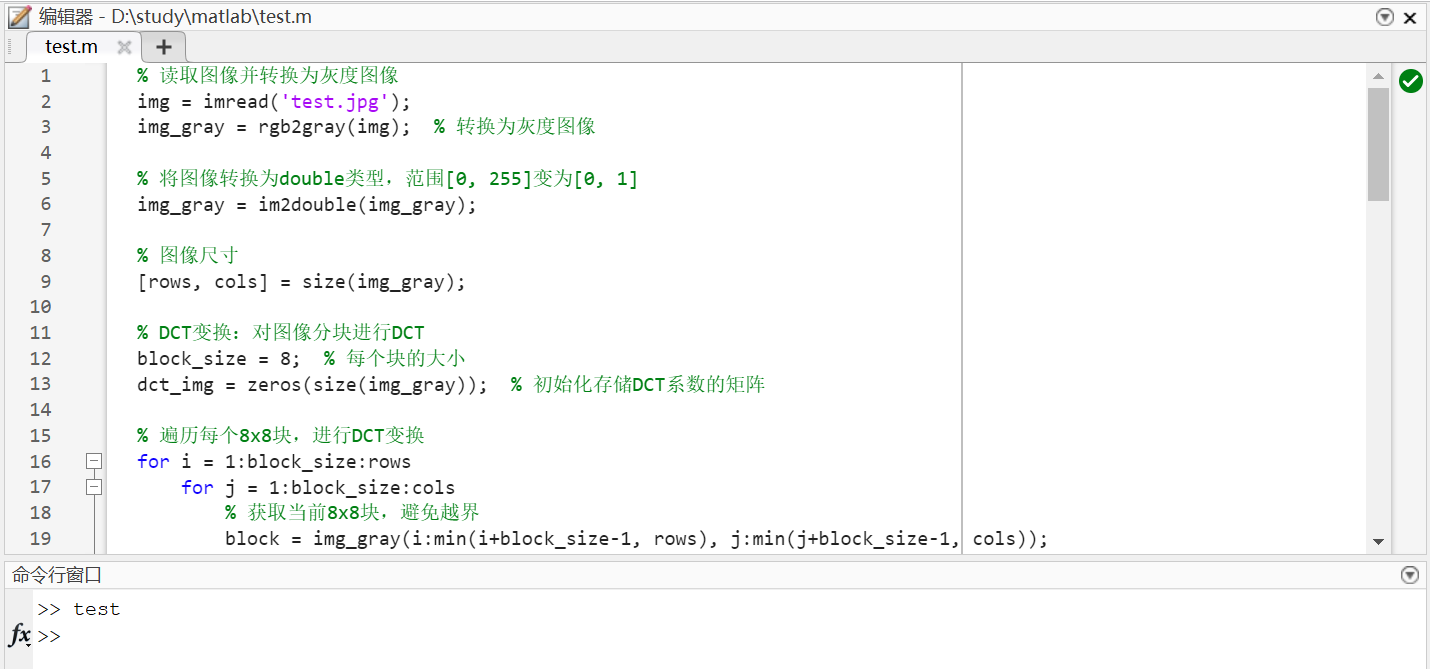 编辑器 - D:\study\matlab\test.m
test.m
1 % 读取图像并转换为灰度图像
2 img = imread('test.jpg');
3 img_gray = rgb2gray(img);  % 转换为灰度图像
4
5 % 将图像转换为double类型，范围[0, 255]变为[0, 1]
6 img_gray = im2double(img_gray);
7
8 % 图像尺寸
9 [rows, cols] = size(img_gray);
10
11 % DCT变换：对图像分块进行DCT
12 block_size = 8;  % 每个块的大小
13 dct_img = zeros(size(img_gray));  % 初始化存储DCT系数的矩阵
14
15 % 遍历每个8x8块，进行DCT变换
16 for i = 1:block_size:rows
17     for j = 1:block_size:cols
18         % 获取当前8x8块，避免越界
19         block = img_gray(i:min(i+block_size-1, rows), j:min(j+block_size-1, cols));
命令行窗口
>> test
fx >>